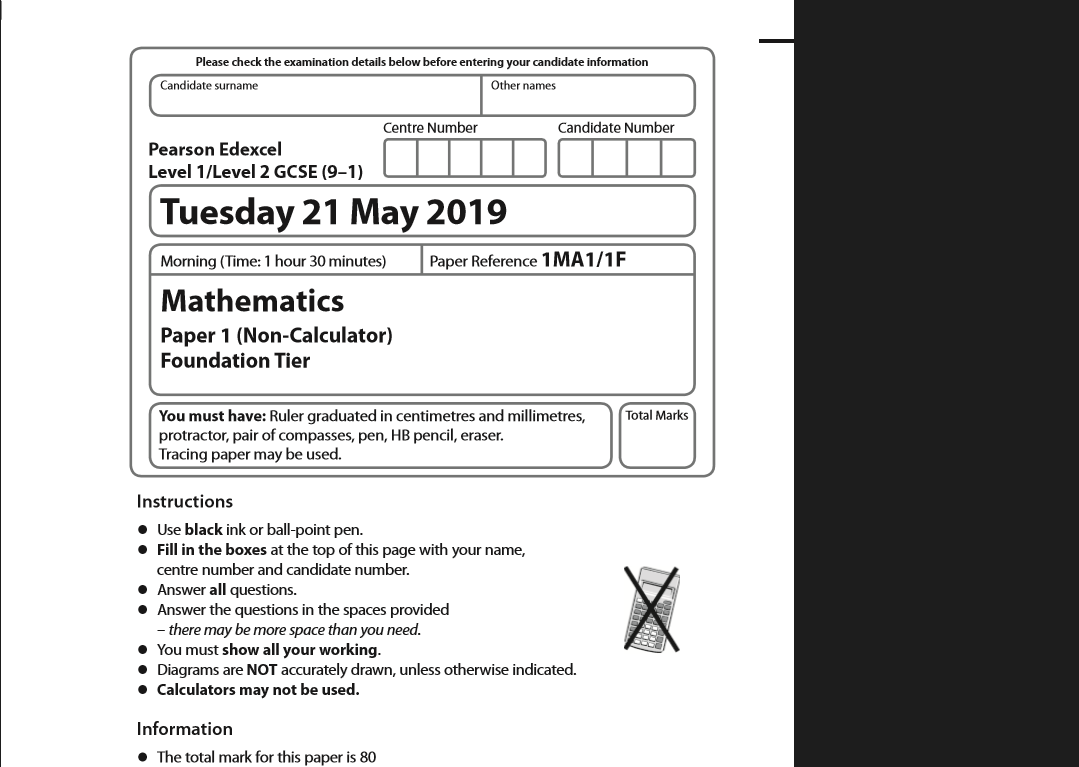 Please check the examination details below before entering your candidate information
Candidate surname
Other names
Centre Number
Candidate Number
Pearson Edexcel
Level 1/Level 2 GCSE (9–1)
Tuesday 21 May 2019
Morning (Time: 1 hour 30 minutes)
Paper Reference 1MA1/1F
Mathematics
Paper 1 (Non-Calculator)
Foundation Tier
You must have: Ruler graduated in centimetres and millimetres,
protractor, pair of compasses, pen, HB pencil, eraser.
Tracing paper may be used.
Total Marks
Instructions
● Use black ink or ball-point pen.
● Fill in the boxes at the top of this page with your name,
centre number and candidate number.
● Answer all questions.
● Answer the questions in the spaces provided
– there may be more space than you need.
● You must show all your working.
● Diagrams are NOT accurately drawn, unless otherwise indicated.
● Calculators may not be used.
Information
● The total mark for this paper is 80